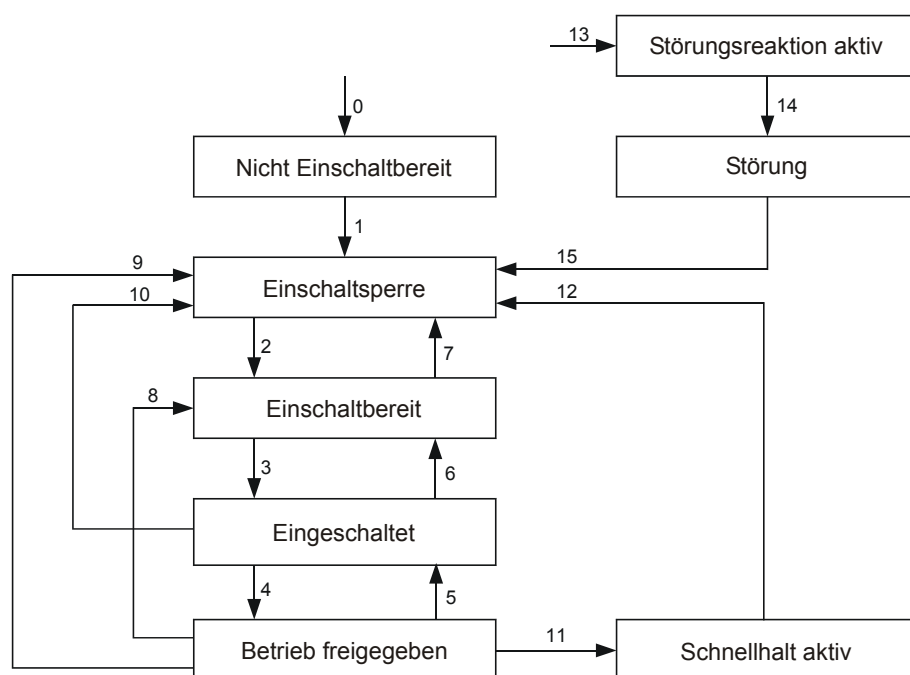 13
Störungsreaktion aktiv
0
14
Nicht Einschaltbereit
Störung
1
9
15
Einschaltsperre
10
12
2
7
8
Einschaltbereit
3
6
Eingeschaltet
4
5
Betrieb freigegeben
11
Schnellhalt aktiv